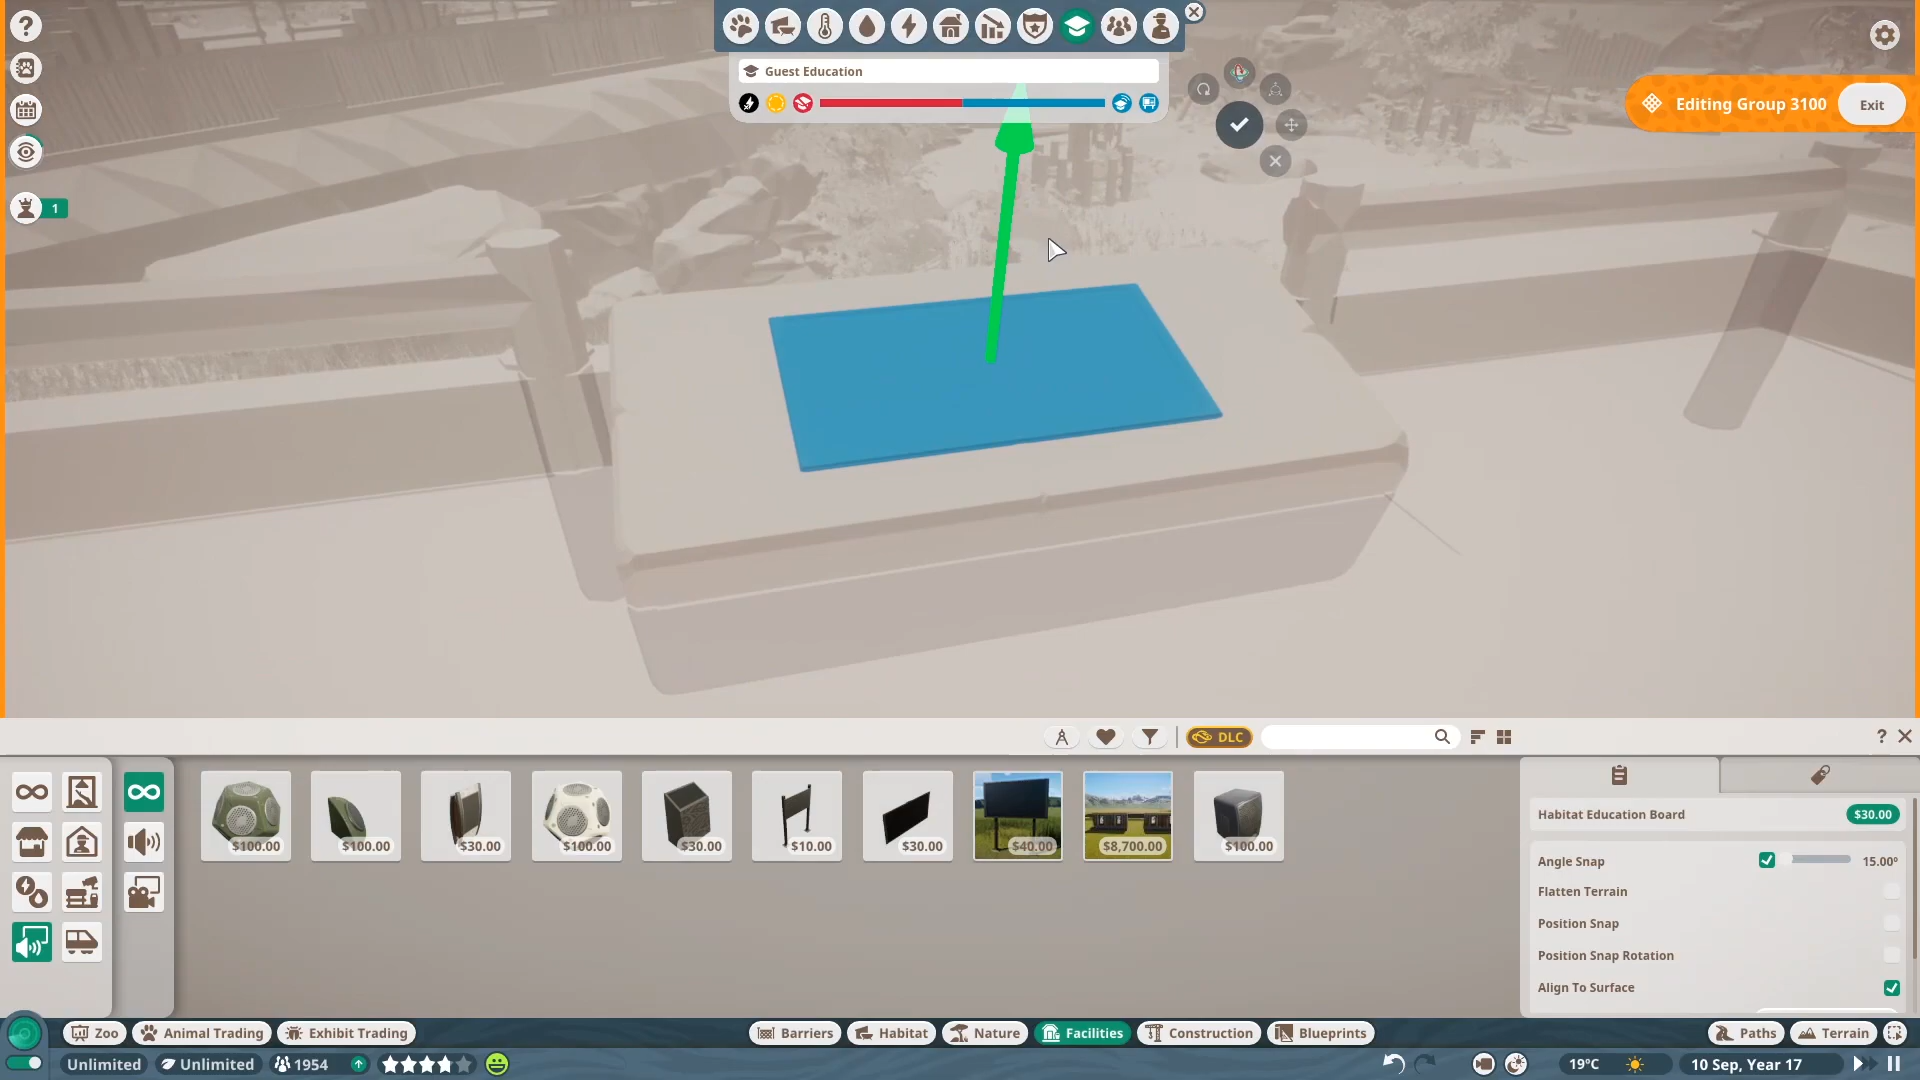 Guest Education
Editing Group 3100
Exit
1
DLC
$100.00
$100.00
$30.00
$100.00
$30.00
$10.00
$30.00
$40.00
$8,700.00
$100.00
Habitat Education Board
$30.00
Angle Snap
15.00°
Flatten Terrain
Position Snap
Position Snap Rotation
Align To Surface
Zoo
Animal Trading
Exhibit Trading
Barriers
Habitat
Nature
Facilities
Construction
Blueprints
Paths
Terrain
Unlimited
Unlimited
1954
19°C
10 Sep, Year 17